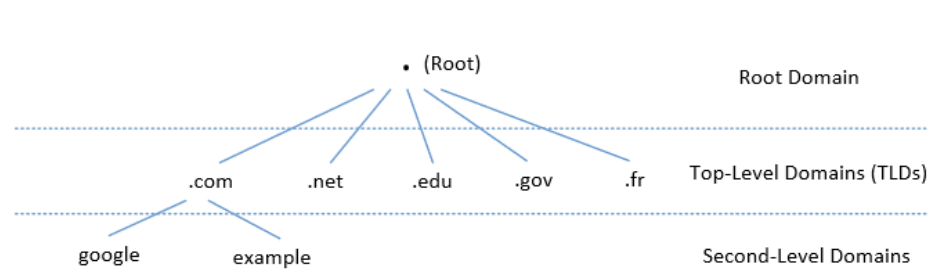 . (Root)
Root Domain
.com .net .edu .gov .fr Top-Level Domains (TLDs)
google example Second-Level Domains